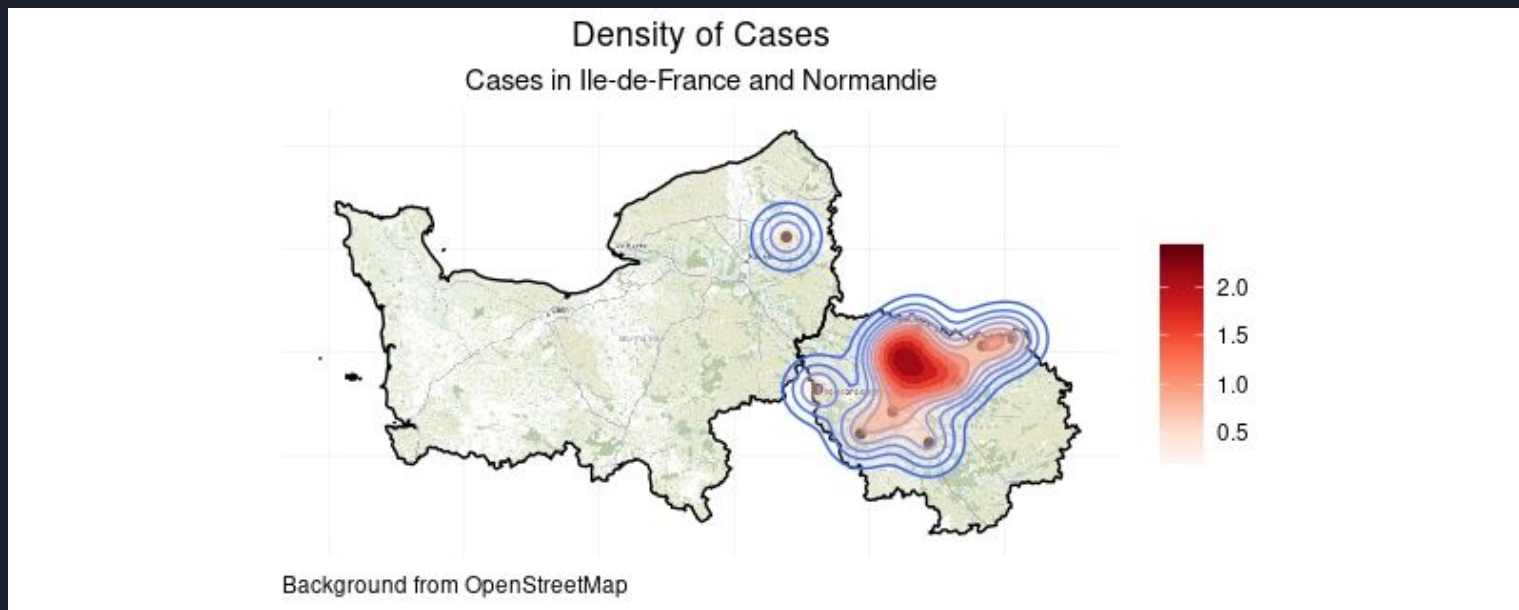 Density of Cases
Cases in Ile-de-France and Normandie
2.0
1.5
1.0
0.5
Background from OpenStreetMap